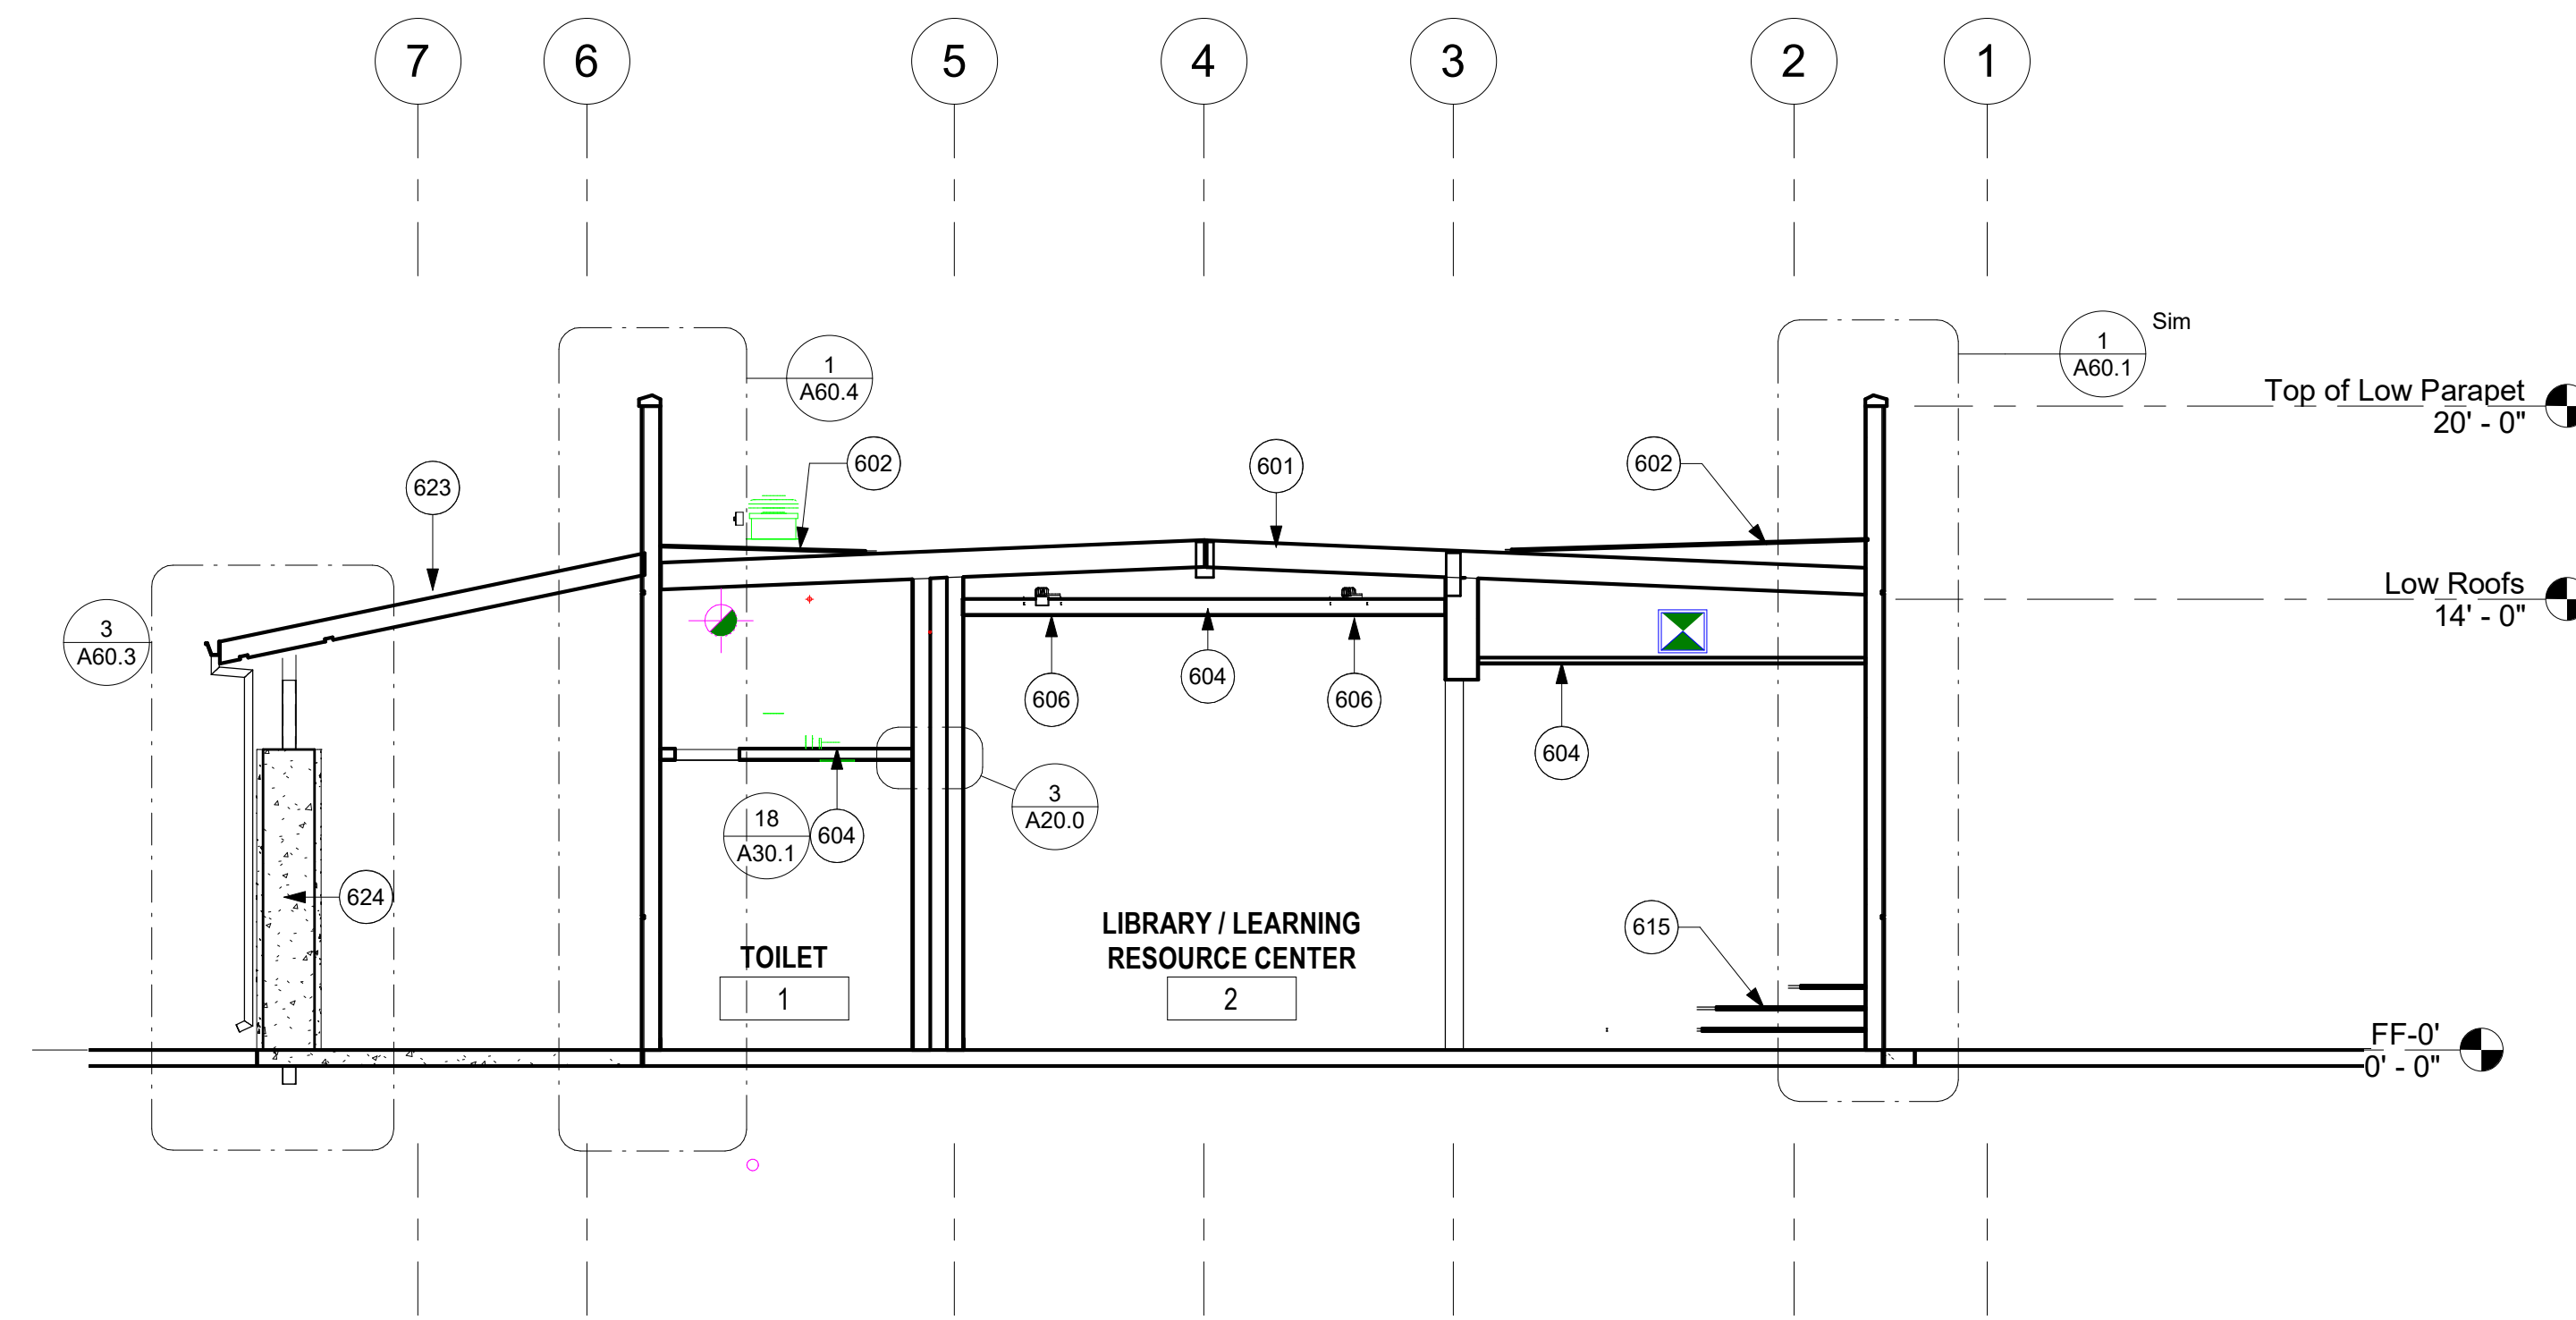 7
6
5
4
3
2
1
1
A60.4
1
A60.1
Sim
Top of Low Parapet
20' - 0"
623
602
601
602
Low Roofs
14' - 0"
3
A60.3
606
604
606
604
18
A30.1
604
3
A20.0
624
TOILET
1
LIBRARY / LEARNING
RESOURCE CENTER
2
615
FF-0'
0' - 0"